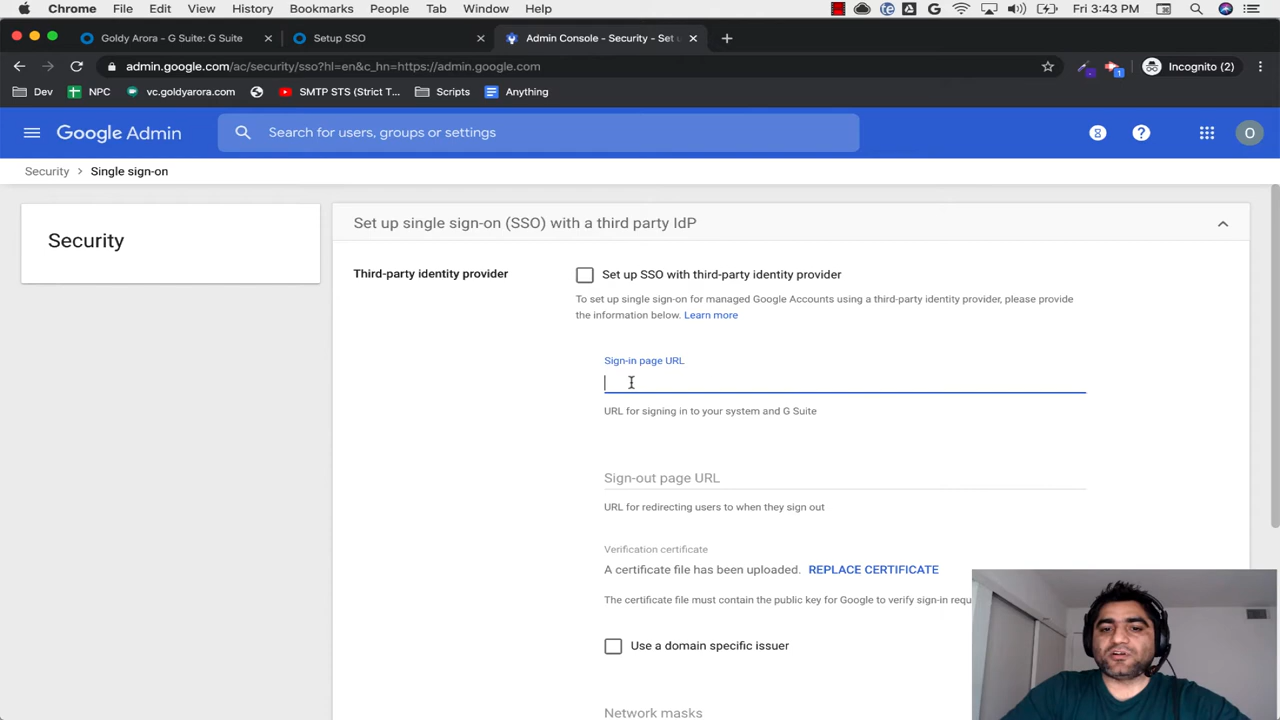 Chrome File Edit View History Bookmarks People Tab Window Help Fri 3:43 PM
Goldy Arora - G Suite: G Suite Setup SSO Admin Console - Security - Set u
admin.google.com/ac/security/sso?hl=en&c_hn=https://admin.google.com Incognito (2)
Dev NPC vc.goldyarora.com SMTP STS (Strict T... Scripts Anything
Google Admin Search for users, groups or settings O
Security > Single sign-on
Security
Set up single sign-on (SSO) with a third party IdP
Third-party identity provider
Set up SSO with third-party identity provider
To set up single sign-on for managed Google Accounts using a third-party identity provider, please provide
the information below. Learn more
Sign-in page URL
URL for signing in to your system and G Suite
Sign-out page URL
URL for redirecting users to when they sign out
Verification certificate
A certificate file has been uploaded. REPLACE CERTIFICATE
The certificate file must contain the public key for Google to verify sign-in requ
Use a domain specific issuer
Network masks